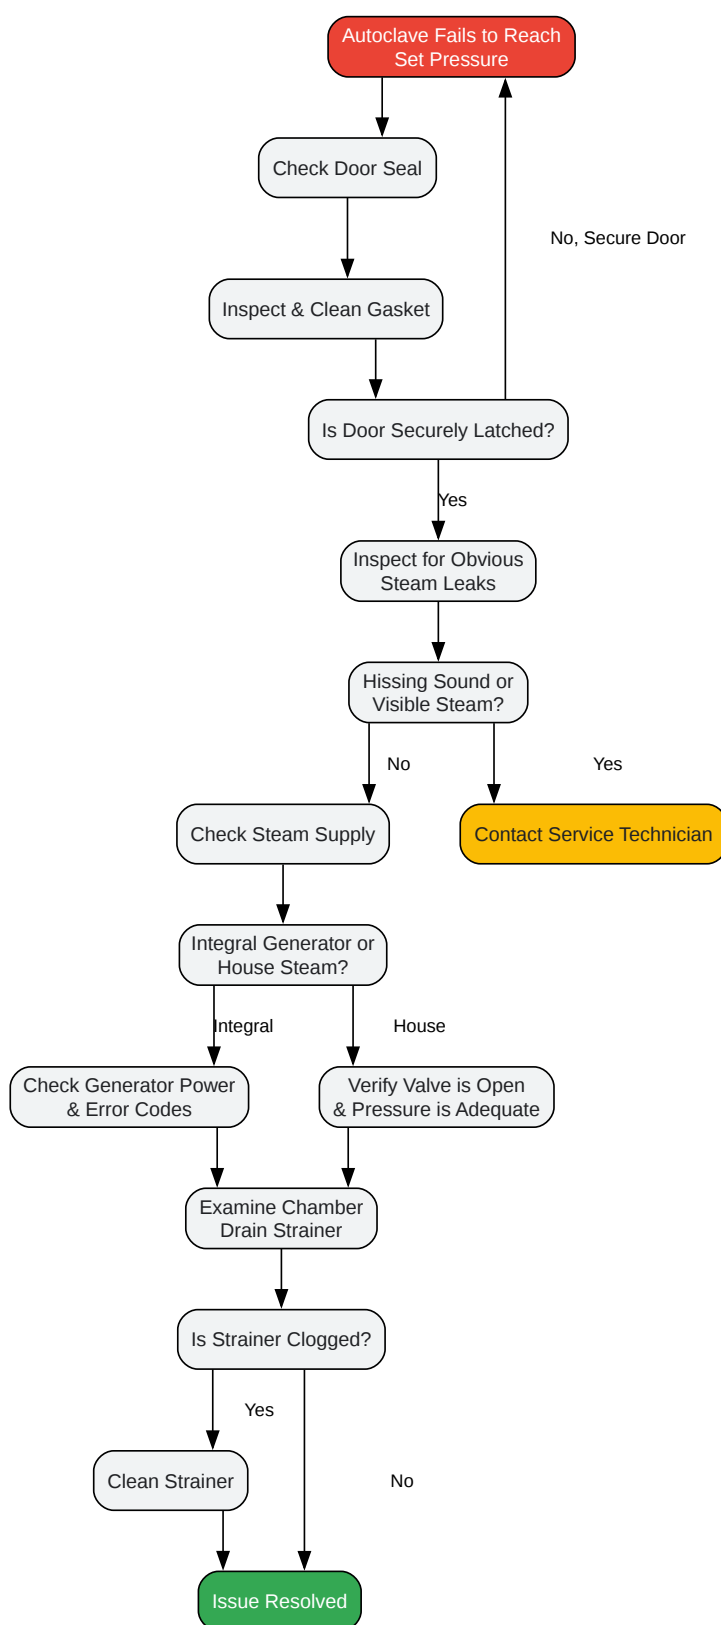 Autoclave Fails to Reach
Set Pressure
Check Door Seal
No, Secure Door
Inspect & Clean Gasket
Is Door Securely Latched?
Yes
Inspect for Obvious
Steam Leaks
Hissing Sound or
Visible Steam?
No
Yes
Check Steam Supply
Contact Service Technician
Integral Generator or
House Steam?
Integral
House
Check Generator Power
& Error Codes
Verify Valve is Open
& Pressure is Adequate
Examine Chamber
Drain Strainer
Is Strainer Clogged?
Yes
Clean Strainer
No
Issue Resolved